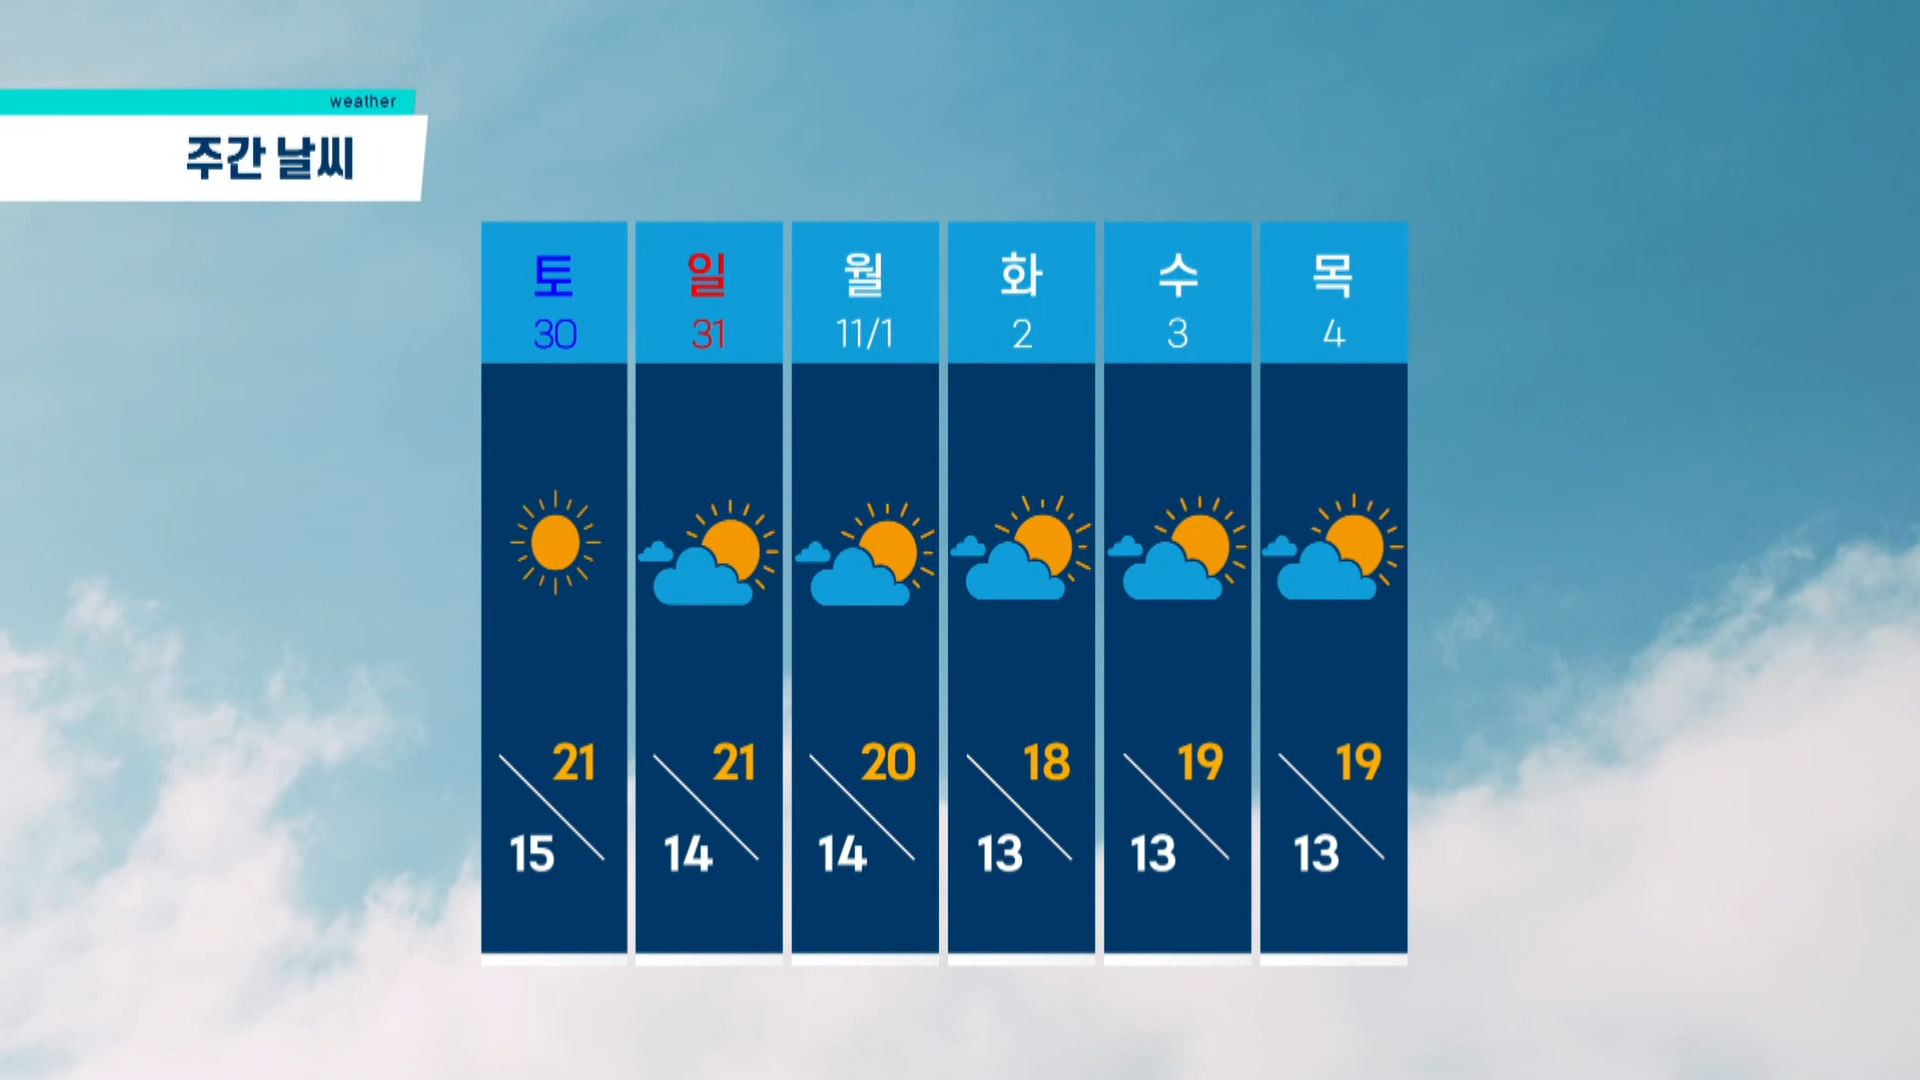 weather
주간 날씨
토 일 월 화 수 목
30 31 11/1 2 3 4
21 21 20 18 19 19
15 14 14 13 13 13